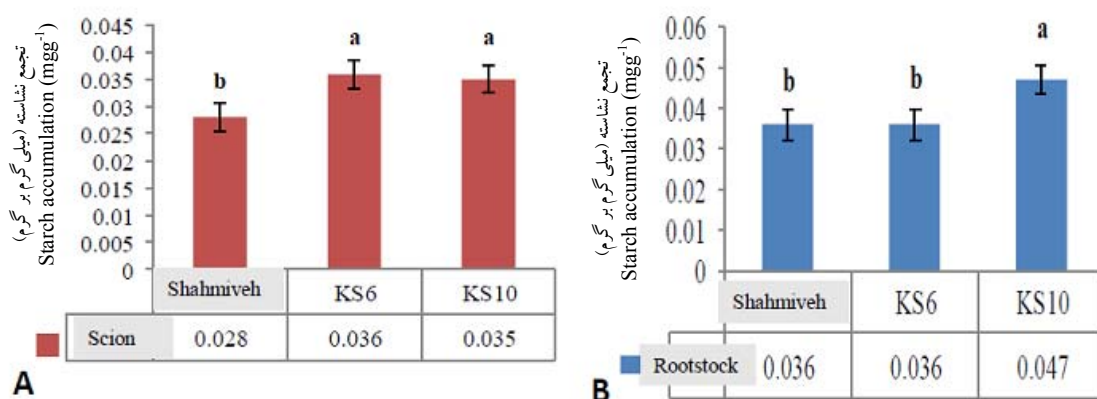 تجمع نشاسته (میلی گرم بر گرم)
Starch accumulation (mgg-1)
0.045
0.04
0.035
0.03
0.025
0.02
0.015
0.01
0.005
0
b
a
a
Shahmiveh KS6 KS10
Scion 0.028 0.036 0.035
A
تجمع نشاسته (میلی گرم بر گرم)
Starch accumulation (mgg-1)
0.06
0.05
0.04
0.03
0.02
0.01
0
b
b
a
Shahmiveh KS6 KS10
Rootstock 0.036 0.036 0.047
B